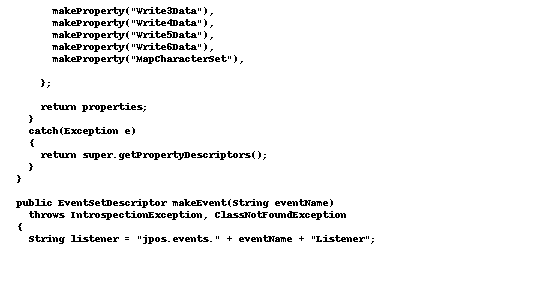 makeProperty("Write3Data"),
makeProperty("Write4Data"),
makeProperty("Write5Data"),
makeProperty("Write6Data"),
makeProperty("MapCharacterSet"),
};
return properties;
}
catch(Exception e)
{
return super.getPropertyDescriptors();
}
}
public EventSetDescriptor makeEvent(String eventName)
throws IntrospectionException, ClassNotFoundException
{
String listener = "jpos.events." + eventName + "Listener";